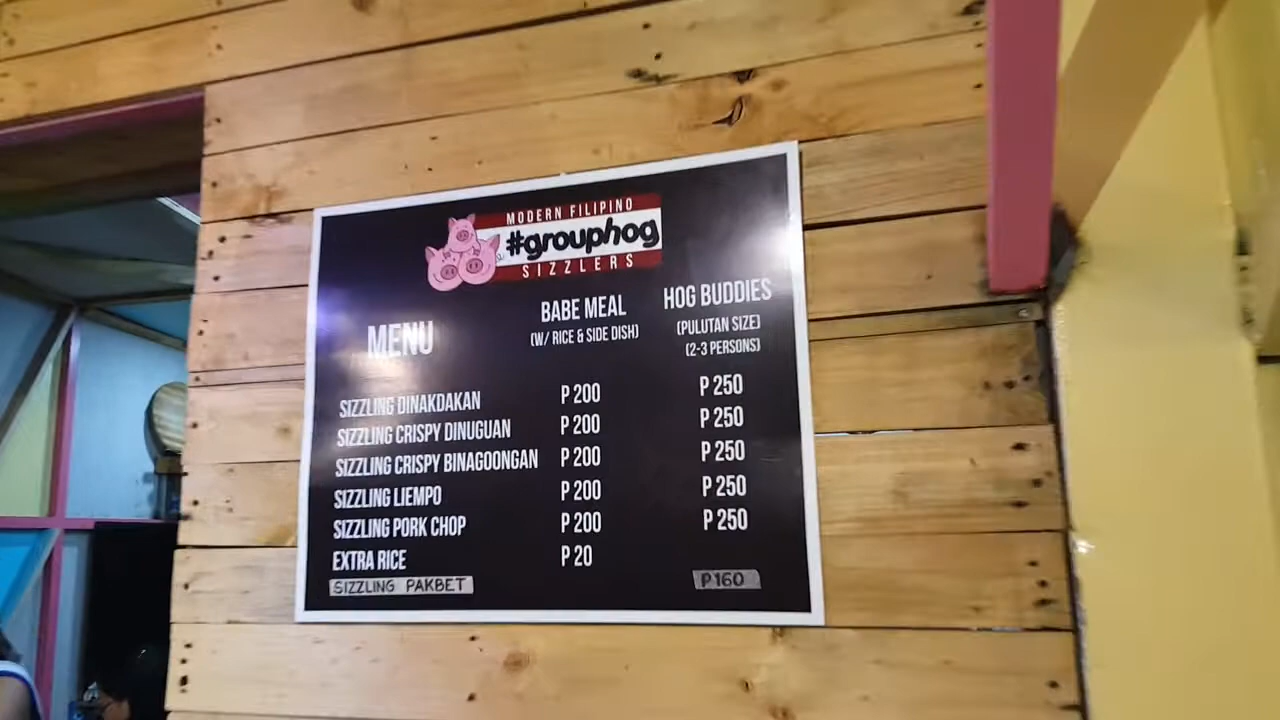 MODERN FILIPINO
#grouphog
SIZZLERS
MENU
BABE MEAL
(W/ RICE & SIDE DISH)
HOG BUDDIES
(PULUTAN SIZE)
(2-3 PERSONS)
SIZZLING DINAKDAKAN P 200 P 250
SIZZLING CRISPY DINUGUAN P 200 P 250
SIZZLING CRISPY BINAGOONGAN P 200 P 250
SIZZLING LIEMPO P 200 P 250
SIZZLING PORK CHOP P 200 P 250
EXTRA RICE P 20
SIZZLING PAKBET P160